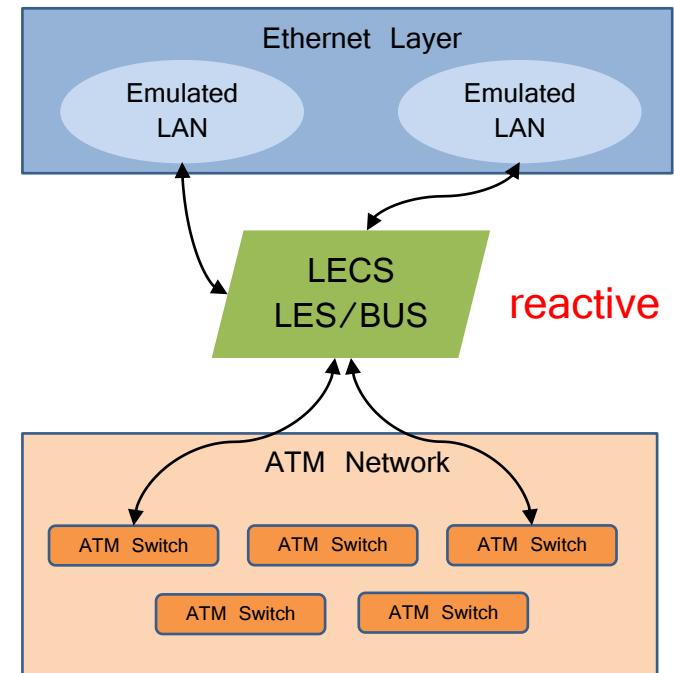 Ethernet Layer
Emulated
LAN
Emulated
LAN
LECS
LES/BUS
reactive
ATM Network
ATM Switch
ATM Switch
ATM Switch
ATM Switch
ATM Switch